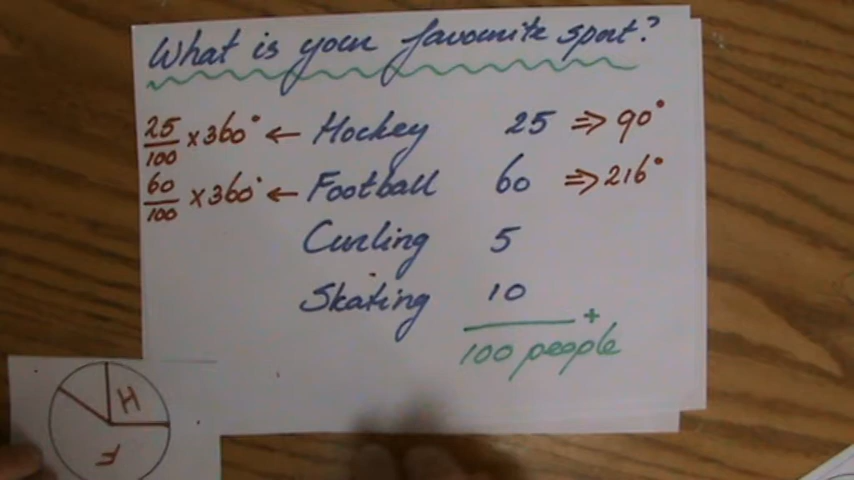 What is your favourite sport?
25/100 x 360° ← Hockey 25 ⇒ 90°
60/100 x 360° ← Football 60 ⇒ 216°
Curling 5
Skating 10
+
100 people
H
F